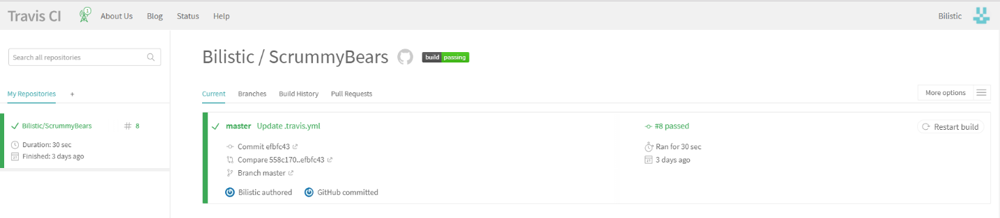 Travis CI 1 About Us Blog Status Help Bilistic
Search all repositories
My Repositories +
Bilistic/ScrummyBears # 8
Duration: 30 sec
Finished: 3 days ago
Bilistic / ScrummyBears build passing
Current Branches Build History Pull Requests More options
master Update .travis.yml
Commit efbfc43
Compare 558c170..efbfc43
Branch master
Bilistic authored GitHub committed
#8 passed
Ran for 30 sec
3 days ago
Restart build